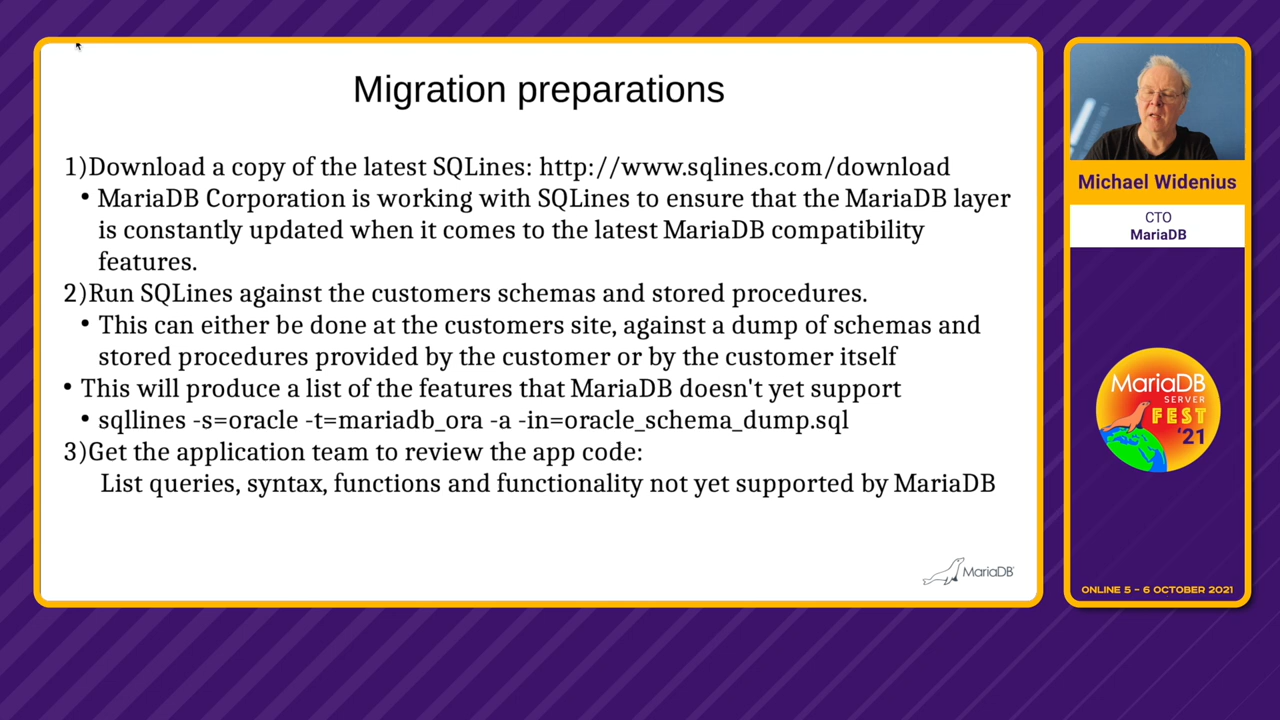 Migration preparations
1)Download a copy of the latest SQLines: http://www.sqlines.com/download
• MariaDB Corporation is working with SQLines to ensure that the MariaDB layer
is constantly updated when it comes to the latest MariaDB compatibility
features.
2)Run SQLines against the customers schemas and stored procedures.
• This can either be done at the customers site, against a dump of schemas and
stored procedures provided by the customer or by the customer itself
• This will produce a list of the features that MariaDB doesn't yet support
• sqllines -s=oracle -t=mariadb_ora -a -in=oracle_schema_dump.sql
3)Get the application team to review the app code:
List queries, syntax, functions and functionality not yet supported by MariaDB
MariaDB
Michael Widenius
CTO
MariaDB
MariaDB
SERVER
FEST
'21
ONLINE 5 – 6 OCTOBER 2021